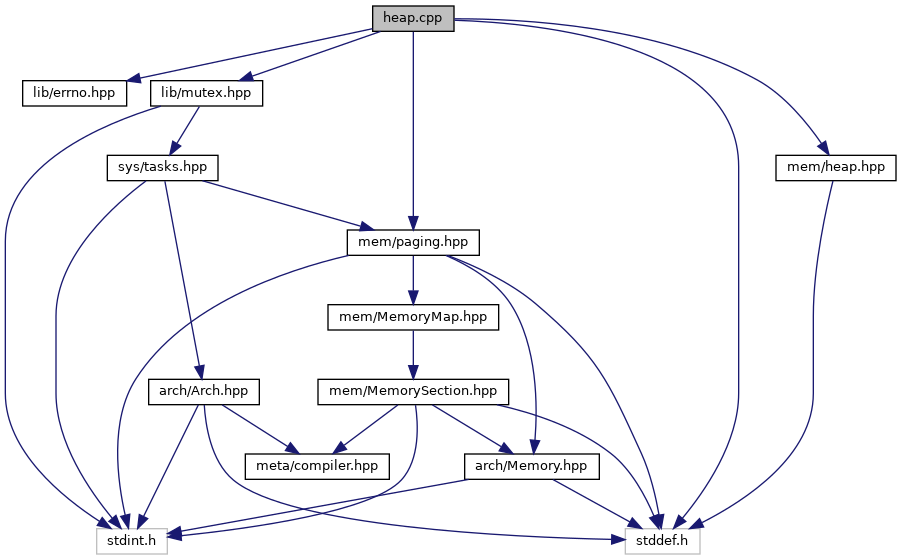 heap.cpp
lib/errno.hpp
lib/mutex.hpp
sys/tasks.hpp
mem/heap.hpp
mem/paging.hpp
mem/MemoryMap.hpp
arch/Arch.hpp
mem/MemorySection.hpp
meta/compiler.hpp
arch/Memory.hpp
stdint.h
stddef.h